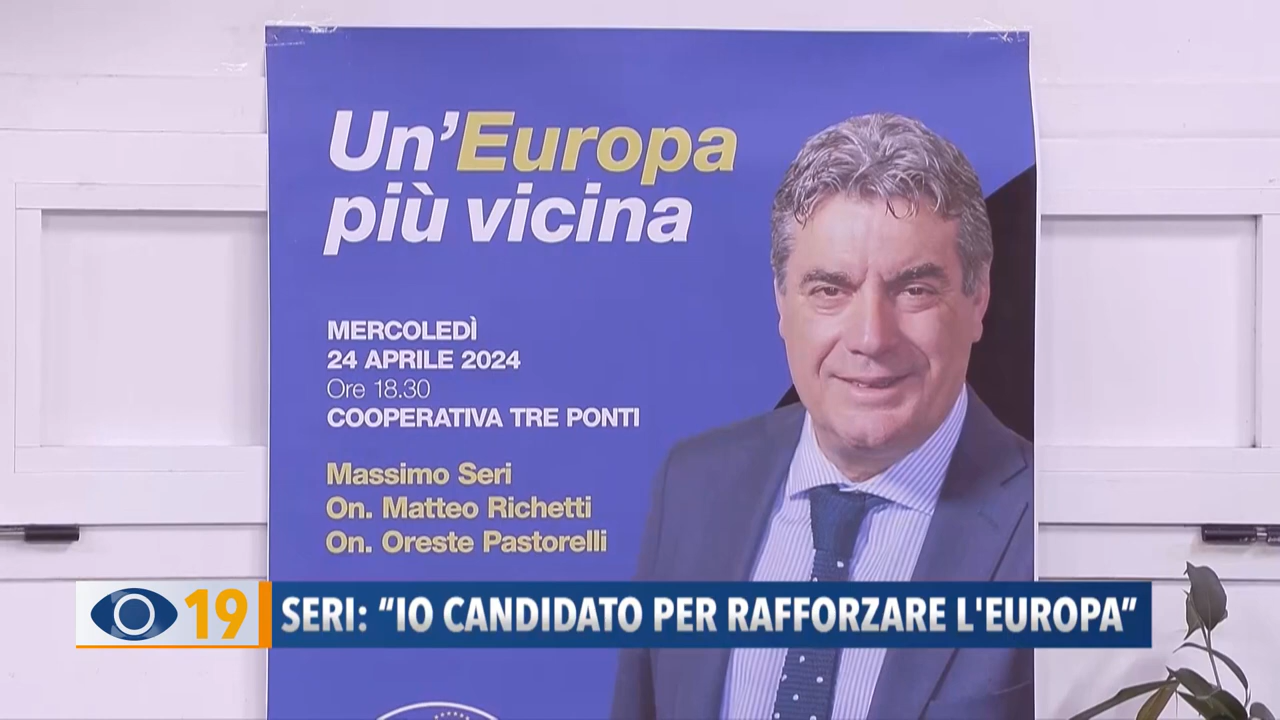 Un'Europa
più vicina
MERCOLEDÌ
24 APRILE 2024
Ore 18.30
COOPERATIVA TRE PONTI
Massimo Seri
On. Matteo Richetti
On. Oreste Pastorelli
19
SERI: “IO CANDIDATO PER RAFFORZARE L'EUROPA”